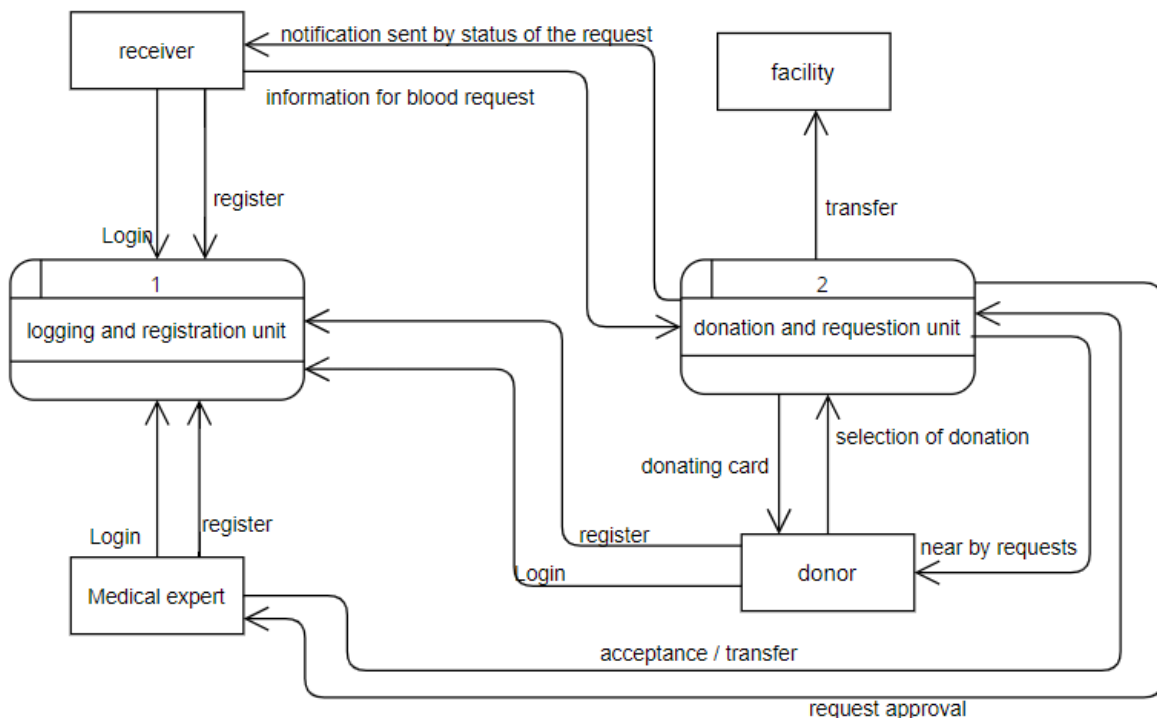 receiver
notification sent by status of the request
facility
information for blood request
register
transfer
Login
1
2
logging and registration unit
donation and requestion unit
selection of donation
donating card
Login
register
register
near by requests
Login
donor
Medical expert
acceptance / transfer
request approval